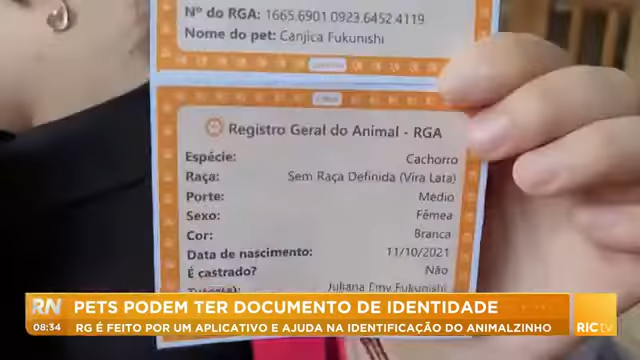 Nº do RGA: 1665.6901.0923.6452.4119
Nome do pet: Canjica Fukunishi
Registro Geral do Animal - RGA
Espécie: Cachorro
Raça: Sem Raça Definida (Vira Lata)
Porte: Medio
Sexo: Fêmea
Cor: Branca
Data de nascimento: 11/10/2021
É castrado? Não
Juliana Emy Fukunishi
RN PETS PODEM TER DOCUMENTO DE IDENTIDADE
08:34 RG É FEITO POR UM APLICATIVO E AJUDA NA IDENTIFICAÇÃO DO ANIMALZINHO
RICtv